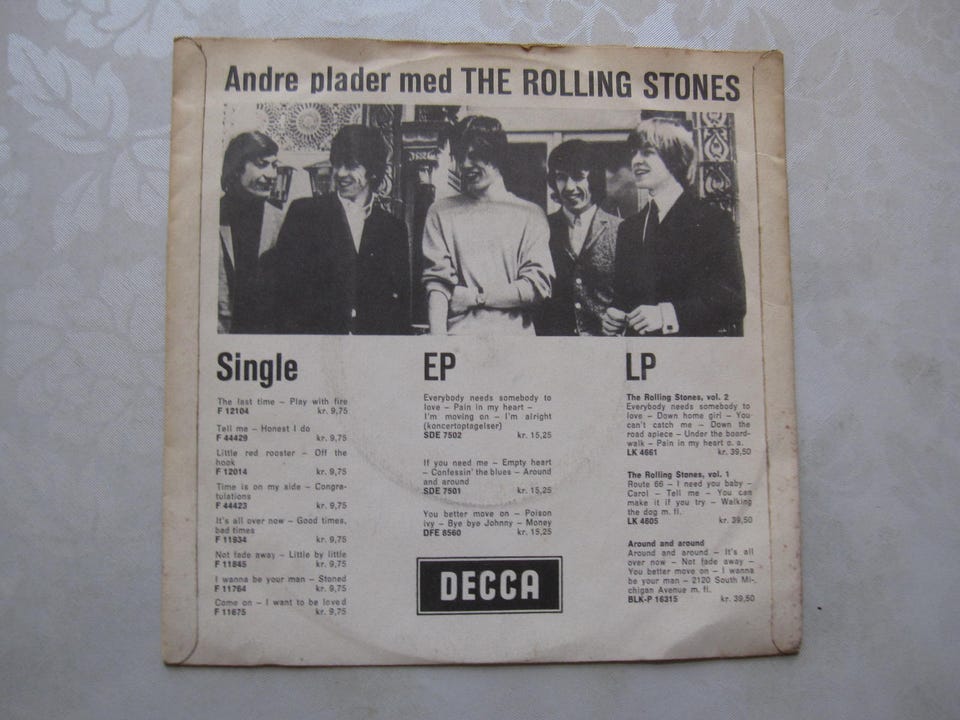 Andre plader med THE ROLLING STONES
Single
The last time – Play with fire
F 12104 kr. 9,75
Tell me – Honest I do
F 44429 kr. 9,75
Little red rooster – Off the
hook
F 12014 kr. 9,75
Time is on my side – Congra-
tulations
F 44423 kr. 9,75
It's all over now – Good times,
bad times
F 11934 kr. 9,75
Not fade away – Little by little
F 11845 kr. 9,75
I wanna be your man – Stoned
F 11764 kr. 9,75
Come on – I want to be loved
F 11675 kr. 9,75
EP
Everybody needs somebody to
love – Pain in my heart –
I'm moving on – I'm alright
(koncertoptagelser)
SDE 7502 kr. 15,25
If you need me – Empty heart
– Confessin' the blues – Around
and around
SDE 7501 kr. 15,25
You better move on – Poison
ivy – Bye bye Johnny – Money
DFE 8560 kr. 15,25
DECCA
LP
The Rolling Stones, vol. 2
Everybody needs somebody to
love – Down home girl – You
can't catch me – Down the
road apiece – Under the board-
walk – Pain in my heart o. a.
LK 4661 kr. 39,50
The Rolling Stones, vol. 1
Route 66 – I need you baby –
Carol – Tell me – You can
make it if you try – Walking
the dog m. fl.
LK 4605 kr. 39,50
Around and around
Around and around – It's all
over now – Not fade away –
You better move on – I wanna
be your man – 2120 South Mi-
chigan Avenue m. fl.
BLK-P 16315 kr. 39,50